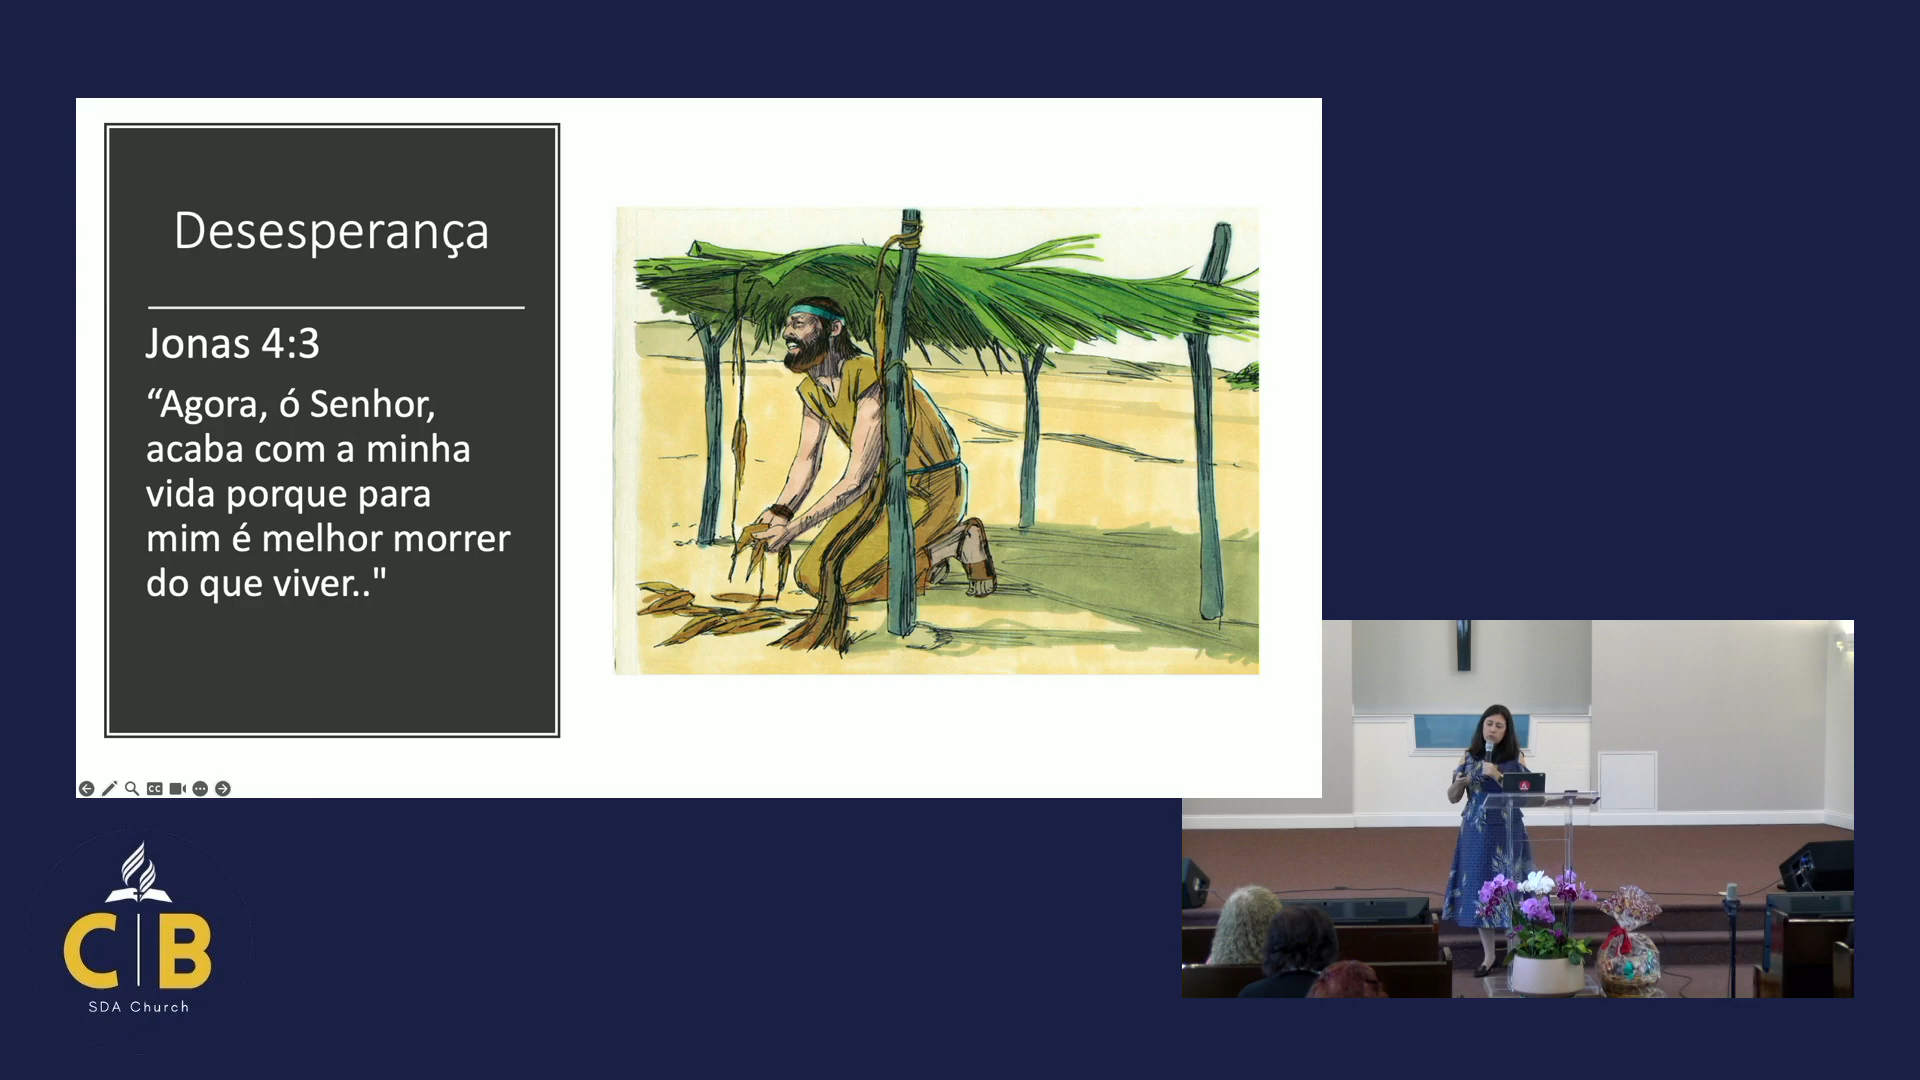 Desesperança
Jonas 4:3
“Agora, ó Senhor,
acaba com a minha
vida porque para
mim é melhor morrer
do que viver.."
CC
C|B
SDA Church